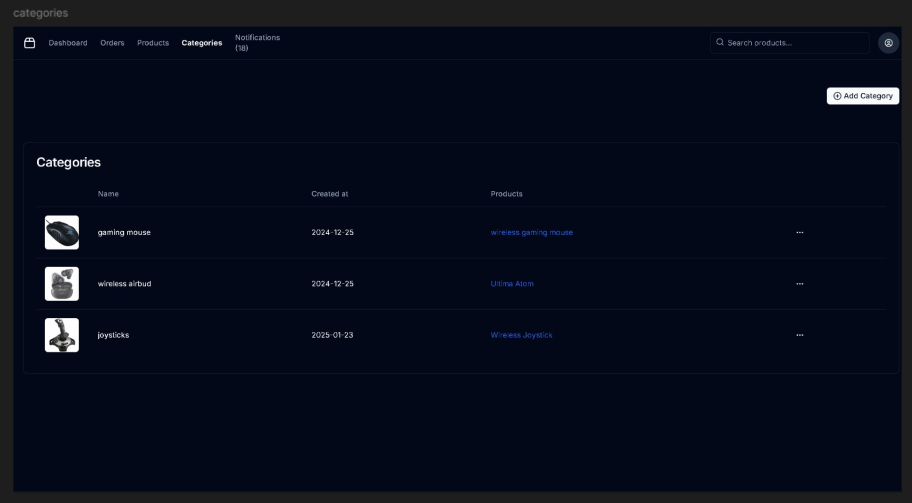 categories
Dashboard Orders Products Categories Notifications
(18)
Search products...
Add Category
Categories
Name Created at Products
gaming mouse 2024-12-25 wireless gaming mouse ...
wireless airbud 2024-12-25 Ultima Atom ...
joysticks 2025-01-23 Wireless Joystick ...